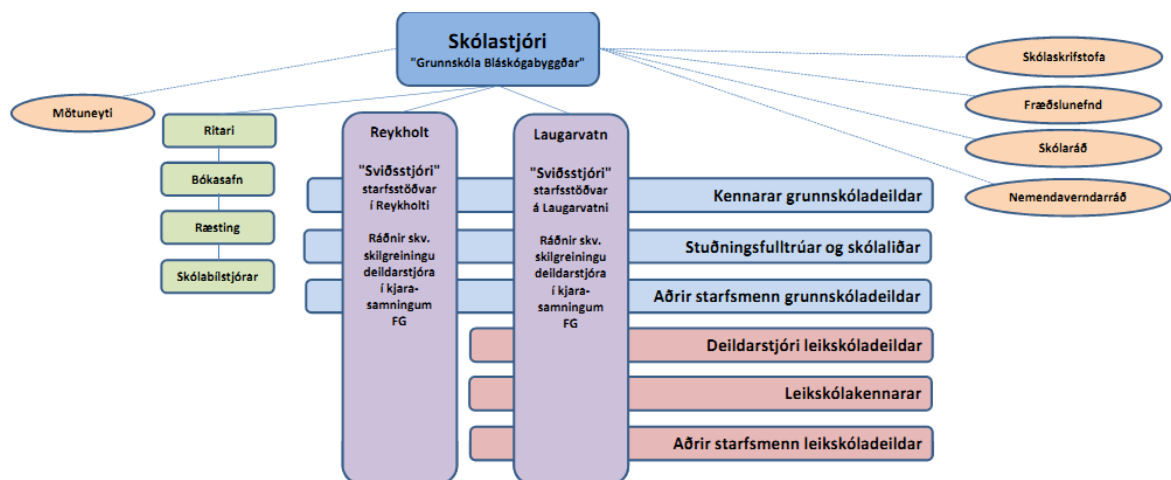 Skólastjóri
"Grunnskóla Bláskógabyggðar"
Mötuneyti
Skólaskrifstofa
Fræðslunefnd
Skólaráð
Nemendaverndarráð
Ritari
Bókasafn
Ræsting
Skólabílstjórar
Reykholt
"Sviðsstjóri"
starfsstöðvar
í Reykholti
Ráðnir skv.
skilgreiningu
deildarstjóra
í kjara-
samningum
FG
Laugarvatn
"Sviðsstjóri"
starfsstöðvar
á Laugarvatni
Ráðnir skv.
skilgreiningu
deildarstjóra
í kjara-
samningum
FG
Kennarar grunnskóladeildar
Stuðningsfulltrúar og skólaliðar
Aðrir starfsmenn grunnskóladeildar
Deildarstjóri leikskóladeildar
Leikskólakennarar
Aðrir starfsmenn leikskóladeildar